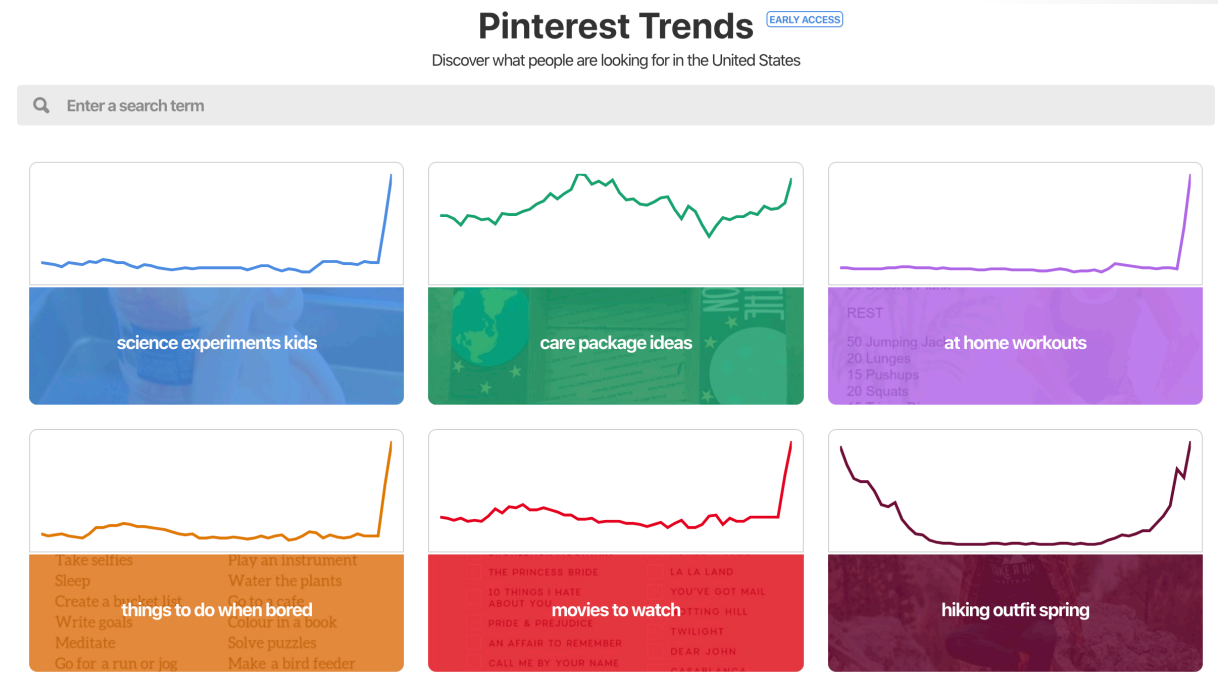 Pinterest Trends EARLY ACCESS
Discover what people are looking for in the United States
Enter a search term
science experiments kids
THE
ON
care package ideas
REST
50 Jumping Jac
20 Lunges
15 Pushups
20 Squats
at home workouts
Take selfies
Sleep
Create a bucket list
Write goals
Meditate
Go for a run or jog
Play an instrument
Water the plants
Go to a cafe
Colour in a book
Solve puzzles
Make a bird feeder
things to do when bored
THE PRINCESS BRIDE
10 THINGS I HATE
ABOUT YOU
PRIDE & PREJUDICE
AN AFFAIR TO REMEMBER
CALL ME BY YOUR NAME
LA LA LAND
YOU'VE GOT MAIL
OTTING HILL
TWILIGHT
DEAR JOHN
CASABLANCA
movies to watch
hiking outfit spring